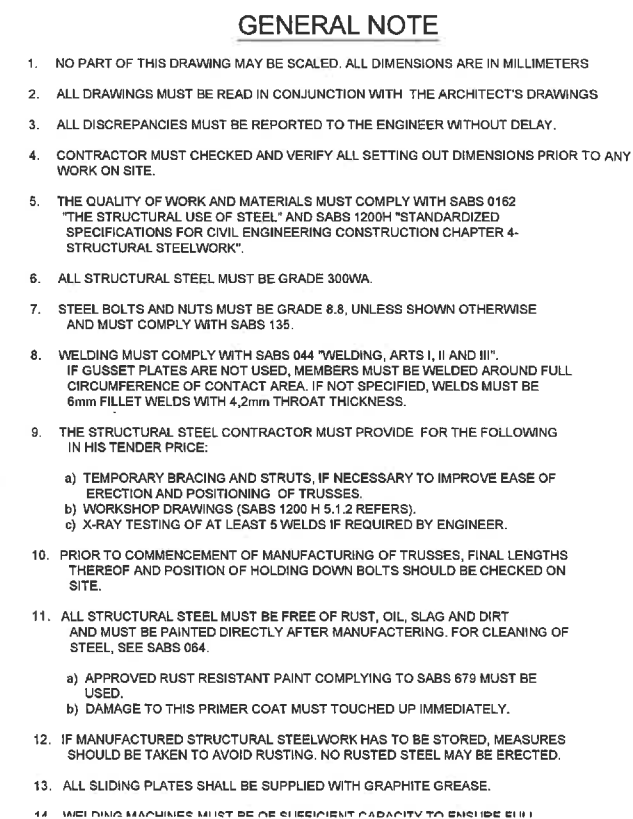 GENERAL NOTE
1. NO PART OF THIS DRAWING MAY BE SCALED. ALL DIMENSIONS ARE IN MILLIMETERS
2. ALL DRAWINGS MUST BE READ IN CONJUNCTION WITH THE ARCHITECT'S DRAWINGS
3. ALL DISCREPANCIES MUST BE REPORTED TO THE ENGINEER WITHOUT DELAY.
4. CONTRACTOR MUST CHECKED AND VERIFY ALL SETTING OUT DIMENSIONS PRIOR TO ANY
WORK ON SITE.
5. THE QUALITY OF WORK AND MATERIALS MUST COMPLY WITH SABS 0162
"THE STRUCTURAL USE OF STEEL" AND SABS 1200H "STANDARDIZED
SPECIFICATIONS FOR CIVIL ENGINEERING CONSTRUCTION CHAPTER 4-
STRUCTURAL STEELWORK".
6. ALL STRUCTURAL STEEL MUST BE GRADE 300WA.
7. STEEL BOLTS AND NUTS MUST BE GRADE 8.8, UNLESS SHOWN OTHERWISE
AND MUST COMPLY WITH SABS 135.
8. WELDING MUST COMPLY WITH SABS 044 "WELDING, ARTS I, II AND III".
IF GUSSET PLATES ARE NOT USED, MEMBERS MUST BE WELDED AROUND FULL
CIRCUMFERENCE OF CONTACT AREA. IF NOT SPECIFIED, WELDS MUST BE
6mm FILLET WELDS WITH 4,2mm THROAT THICKNESS.
9. THE STRUCTURAL STEEL CONTRACTOR MUST PROVIDE FOR THE FOLLOWING
IN HIS TENDER PRICE:
a) TEMPORARY BRACING AND STRUTS, IF NECESSARY TO IMPROVE EASE OF
ERECTION AND POSITIONING OF TRUSSES.
b) WORKSHOP DRAWINGS (SABS 1200 H 5.1.2 REFERS).
c) X-RAY TESTING OF AT LEAST 5 WELDS IF REQUIRED BY ENGINEER.
10. PRIOR TO COMMENCEMENT OF MANUFACTURING OF TRUSSES, FINAL LENGTHS
THEREOF AND POSITION OF HOLDING DOWN BOLTS SHOULD BE CHECKED ON
SITE.
11. ALL STRUCTURAL STEEL MUST BE FREE OF RUST, OIL, SLAG AND DIRT
AND MUST BE PAINTED DIRECTLY AFTER MANUFACTERING. FOR CLEANING OF
STEEL, SEE SABS 064.
a) APPROVED RUST RESISTANT PAINT COMPLYING TO SABS 679 MUST BE
USED.
b) DAMAGE TO THIS PRIMER COAT MUST TOUCHED UP IMMEDIATELY.
12. IF MANUFACTURED STRUCTURAL STEELWORK HAS TO BE STORED, MEASURES
SHOULD BE TAKEN TO AVOID RUSTING. NO RUSTED STEEL MAY BE ERECTED.
13. ALL SLIDING PLATES SHALL BE SUPPLIED WITH GRAPHITE GREASE.
14 WELDING MACHINES MUST BE OF SUFFICIENT CAPACITY TO ENSURE FULL